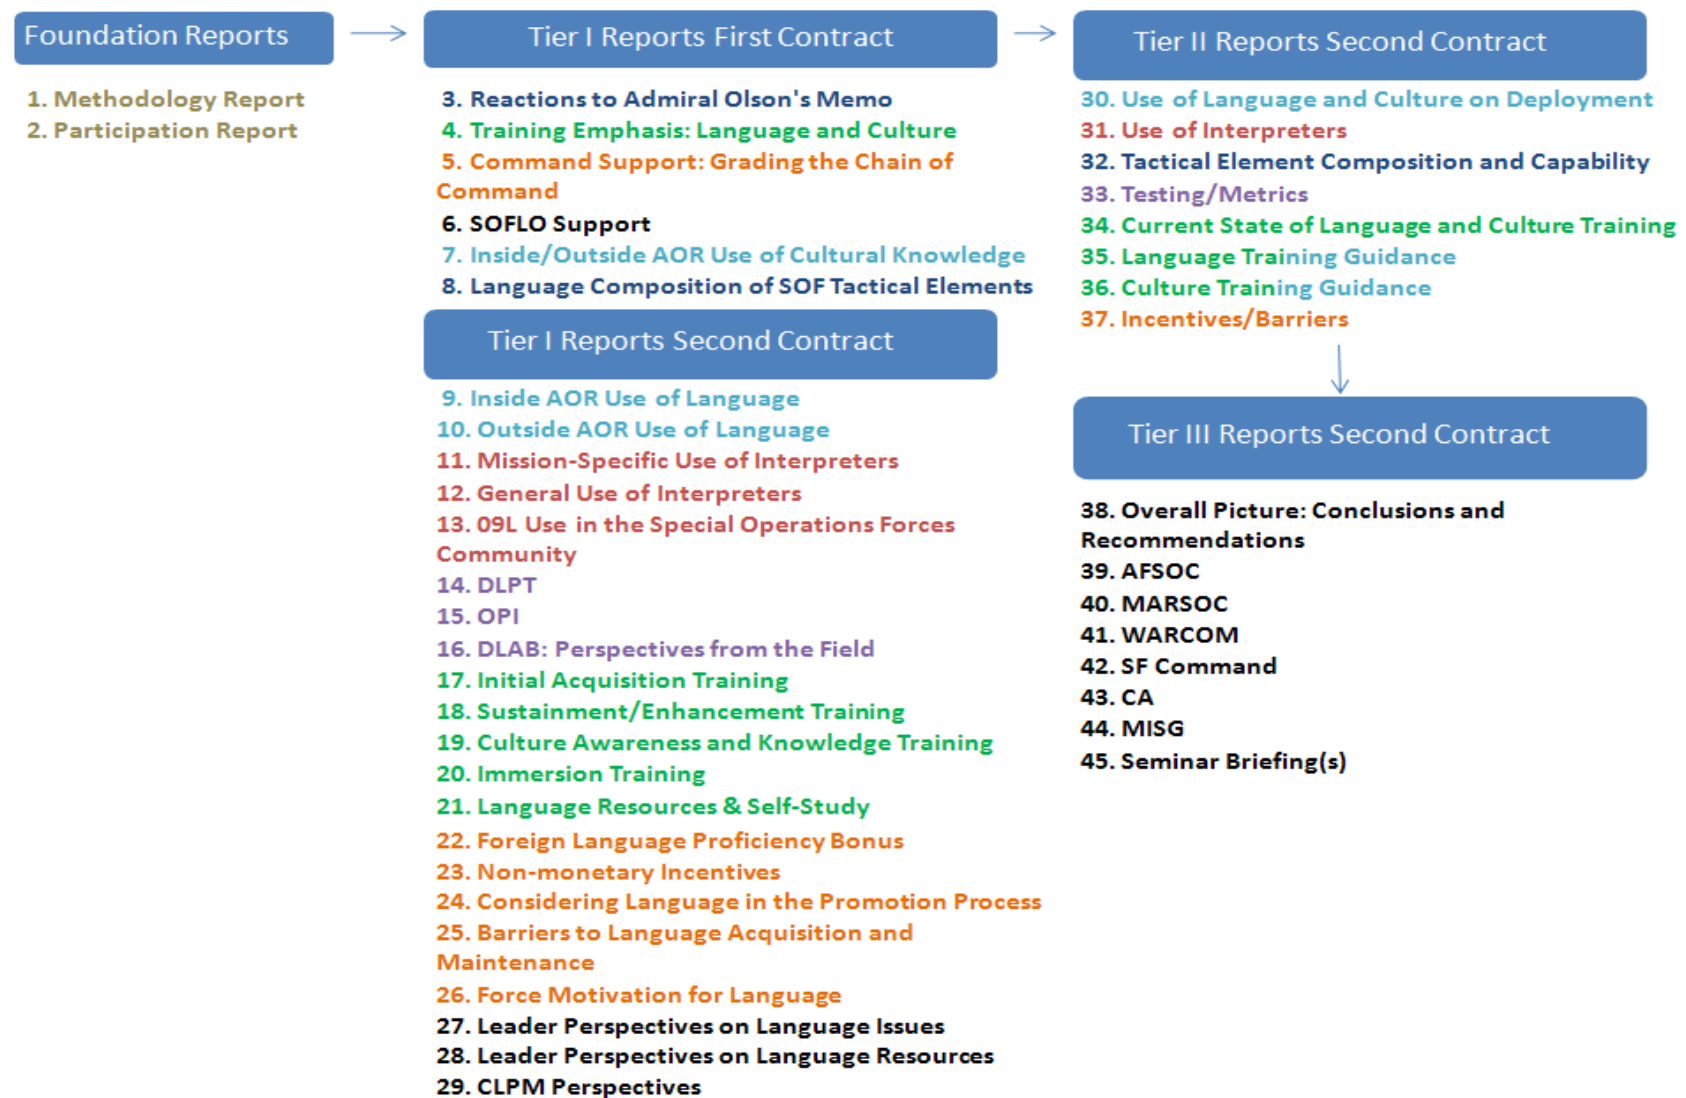 Foundation Reports
1. Methodology Report
2. Participation Report
Tier I Reports First Contract
3. Reactions to Admiral Olson's Memo
4. Training Emphasis: Language and Culture
5. Command Support: Grading the Chain of
Command
6. SOFLO Support
7. Inside/Outside AOR Use of Cultural Knowledge
8. Language Composition of SOF Tactical Elements
Tier I Reports Second Contract
9. Inside AOR Use of Language
10. Outside AOR Use of Language
11. Mission-Specific Use of Interpreters
12. General Use of Interpreters
13. 09L Use in the Special Operations Forces
Community
14. DLPT
15. OPI
16. DLAB: Perspectives from the Field
17. Initial Acquisition Training
18. Sustainment/Enhancement Training
19. Culture Awareness and Knowledge Training
20. Immersion Training
21. Language Resources & Self-Study
22. Foreign Language Proficiency Bonus
23. Non-monetary Incentives
24. Considering Language in the Promotion Process
25. Barriers to Language Acquisition and
Maintenance
26. Force Motivation for Language
27. Leader Perspectives on Language Issues
28. Leader Perspectives on Language Resources
29. CLPM Perspectives
Tier II Reports Second Contract
30. Use of Language and Culture on Deployment
31. Use of Interpreters
32. Tactical Element Composition and Capability
33. Testing/Metrics
34. Current State of Language and Culture Training
35. Language Training Guidance
36. Culture Training Guidance
37. Incentives/Barriers
Tier III Reports Second Contract
38. Overall Picture: Conclusions and
Recommendations
39. AFSOC
40. MARSOC
41. WARCOM
42. SF Command
43. CA
44. MISG
45. Seminar Briefing(s)